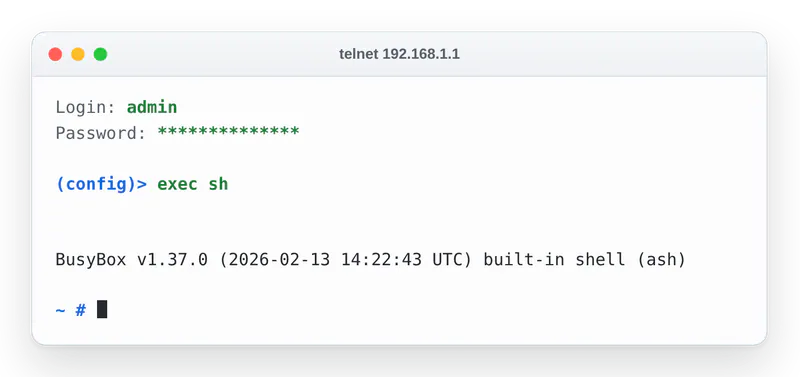 telnet 192.168.1.1
Login: admin
Password: **************
(config)> exec sh
BusyBox v1.37.0 (2026-02-13 14:22:43 UTC) built-in shell (ash)
~ #